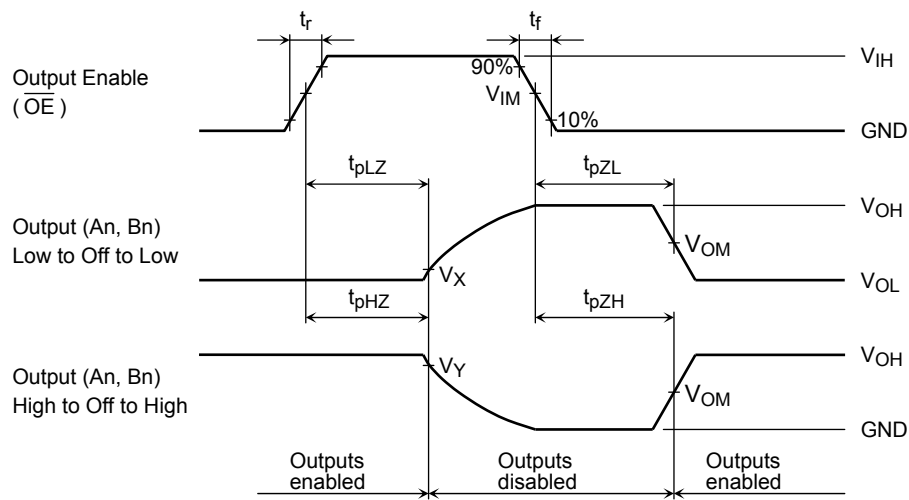 tr
tf
Output Enable
( OE )
90%
VIM
10%
VIH
GND
tpLZ
tpZL
Output (An, Bn)
Low to Off to Low
VX
VOM
VOH
VOL
tpHZ
tpZH
Output (An, Bn)
High to Off to High
VY
VOM
VOH
GND
Outputs
enabled
Outputs
disabled
Outputs
enabled